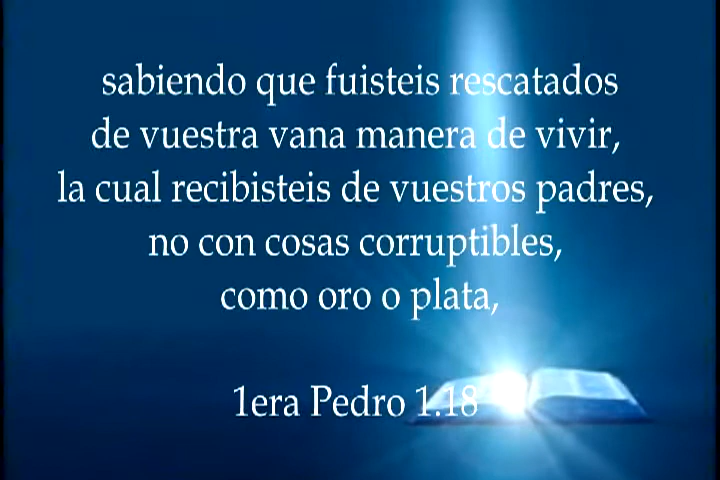 sabiendo que fuisteis rescatados
de vuestra vana manera de vivir,
la cual recibisteis de vuestros padres,
no con cosas corruptibles,
como oro o plata,
1era Pedro 1.18